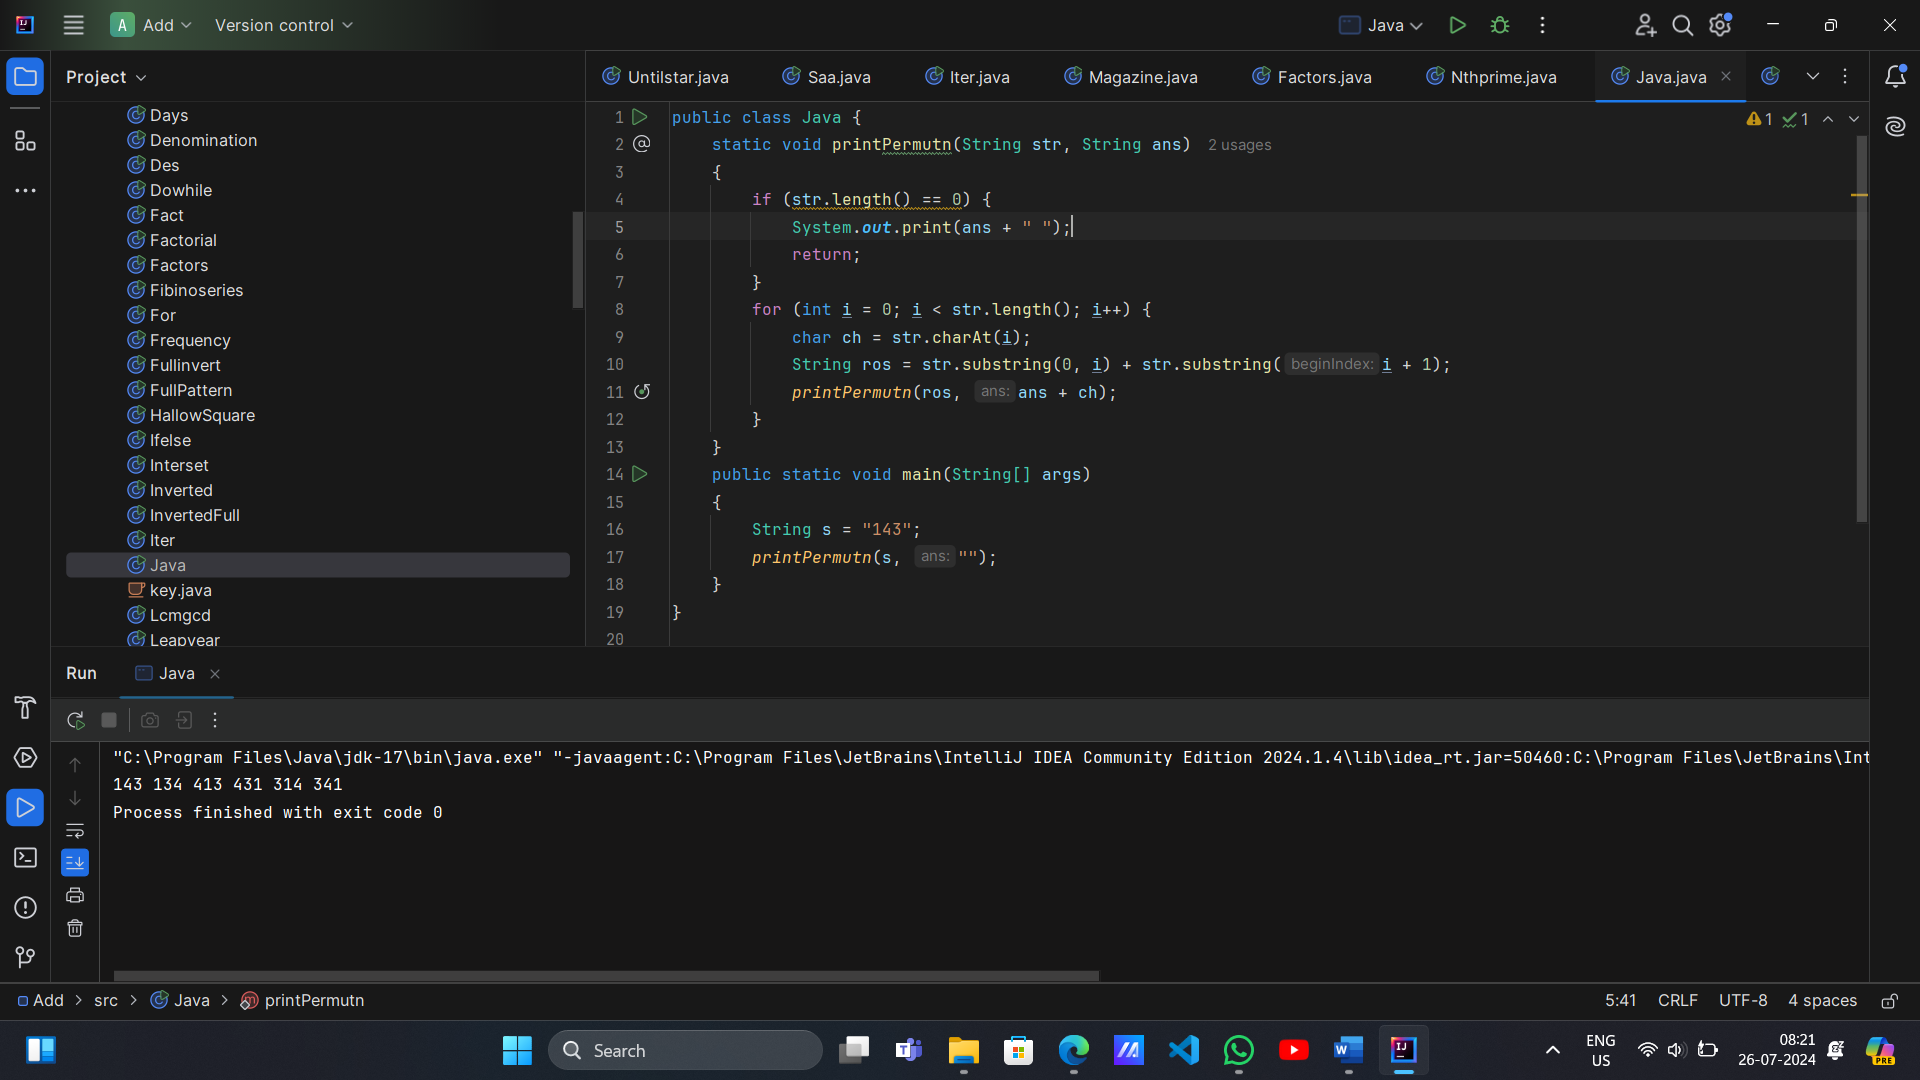 A Add Version control Java
Project
Untilstar.java Saa.java Iter.java Magazine.java Factors.java Nthprime.java Java.java
Days
Denomination
Des
Dowhile
Fact
Factorial
Factors
Fibinoseries
For
Frequency
Fullinvert
FullPattern
HallowSquare
Ifelse
Interset
Inverted
InvertedFull
Iter
Java
key.java
Lcmgcd
Leapyear
1 public class Java {
2 static void printPermutn(String str, String ans) 2 usages
3 {
4 if (str.length() == 0) {
5 System.out.print(ans + " ");
6 return;
7 }
8 for (int i = 0; i < str.length(); i++) {
9 char ch = str.charAt(i);
10 String ros = str.substring(0, i) + str.substring( beginIndex: i + 1);
11 printPermutn(ros, ans: ans + ch);
12 }
13 }
14 public static void main(String[] args)
15 {
16 String s = "143";
17 printPermutn(s, ans: "");
18 }
19 }
20
1 1
Run Java
"C:\Program Files\Java\jdk-17\bin\java.exe" "-javaagent:C:\Program Files\JetBrains\IntelliJ IDEA Community Edition 2024.1.4\lib\idea_rt.jar=50460:C:\Program Files\JetBrains\Int
143 134 413 431 314 341
Process finished with exit code 0
Add > src > Java > printPermutn 5:41 CRLF UTF-8 4 spaces
Search
ENG
US
08:21
26-07-2024
PRE